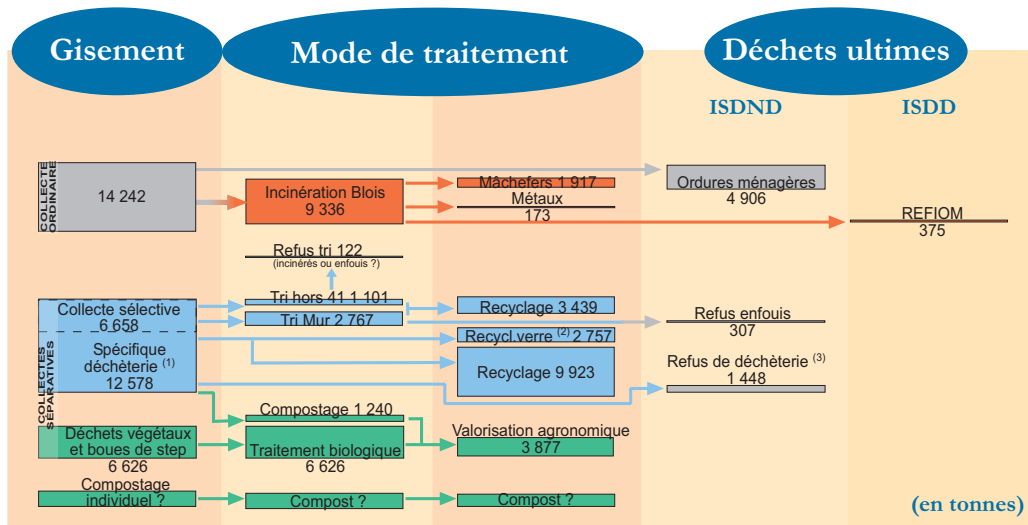 Gisement
Mode de traitement
Déchets ultimes
ISDND
ISDD
COLLECTE
ORDINAIRE
14 242
Incinération Blois
9 336
Mâchefers 1 917
Métaux
173
Ordures ménagères
4 906
REFIOM
375
Refus tri 122
(incinérés ou enfouis ?)
COLLECTES
SÉPARATIVES
Collecte sélective
6 658
Tri hors 41 1 101
Tri Mur 2 767
Recyclage 3 439
Refus enfouis
307
Spécifique
déchèterie (1)
12 578
Recycl.verre (2) 2 757
Recyclage 9 923
Refus de déchèterie (3)
1 448
Compostage 1 240
Déchets végétaux
et boues de step
6 626
Traitement biologique
6 626
Valorisation agronomique
3 877
Compostage
individuel ?
Compost ?
Compost ?
(en tonnes)